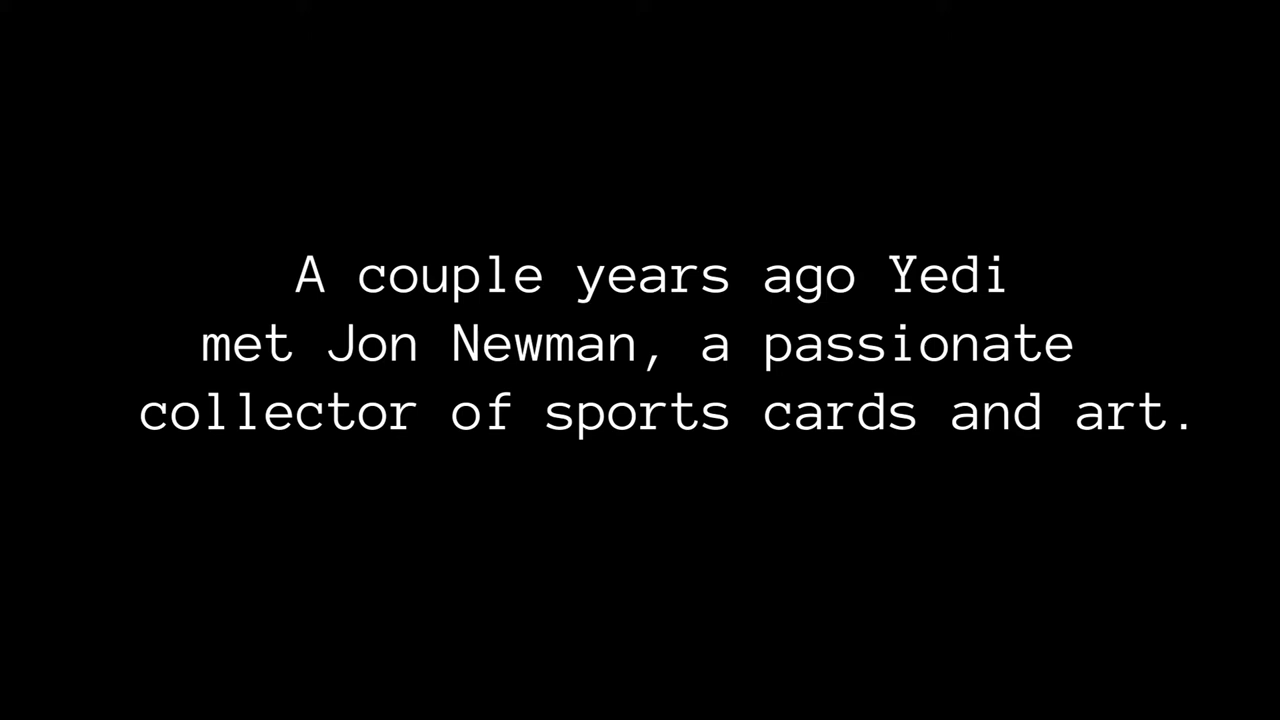 A couple years ago Yedi
met Jon Newman, a passionate
collector of sports cards and art.